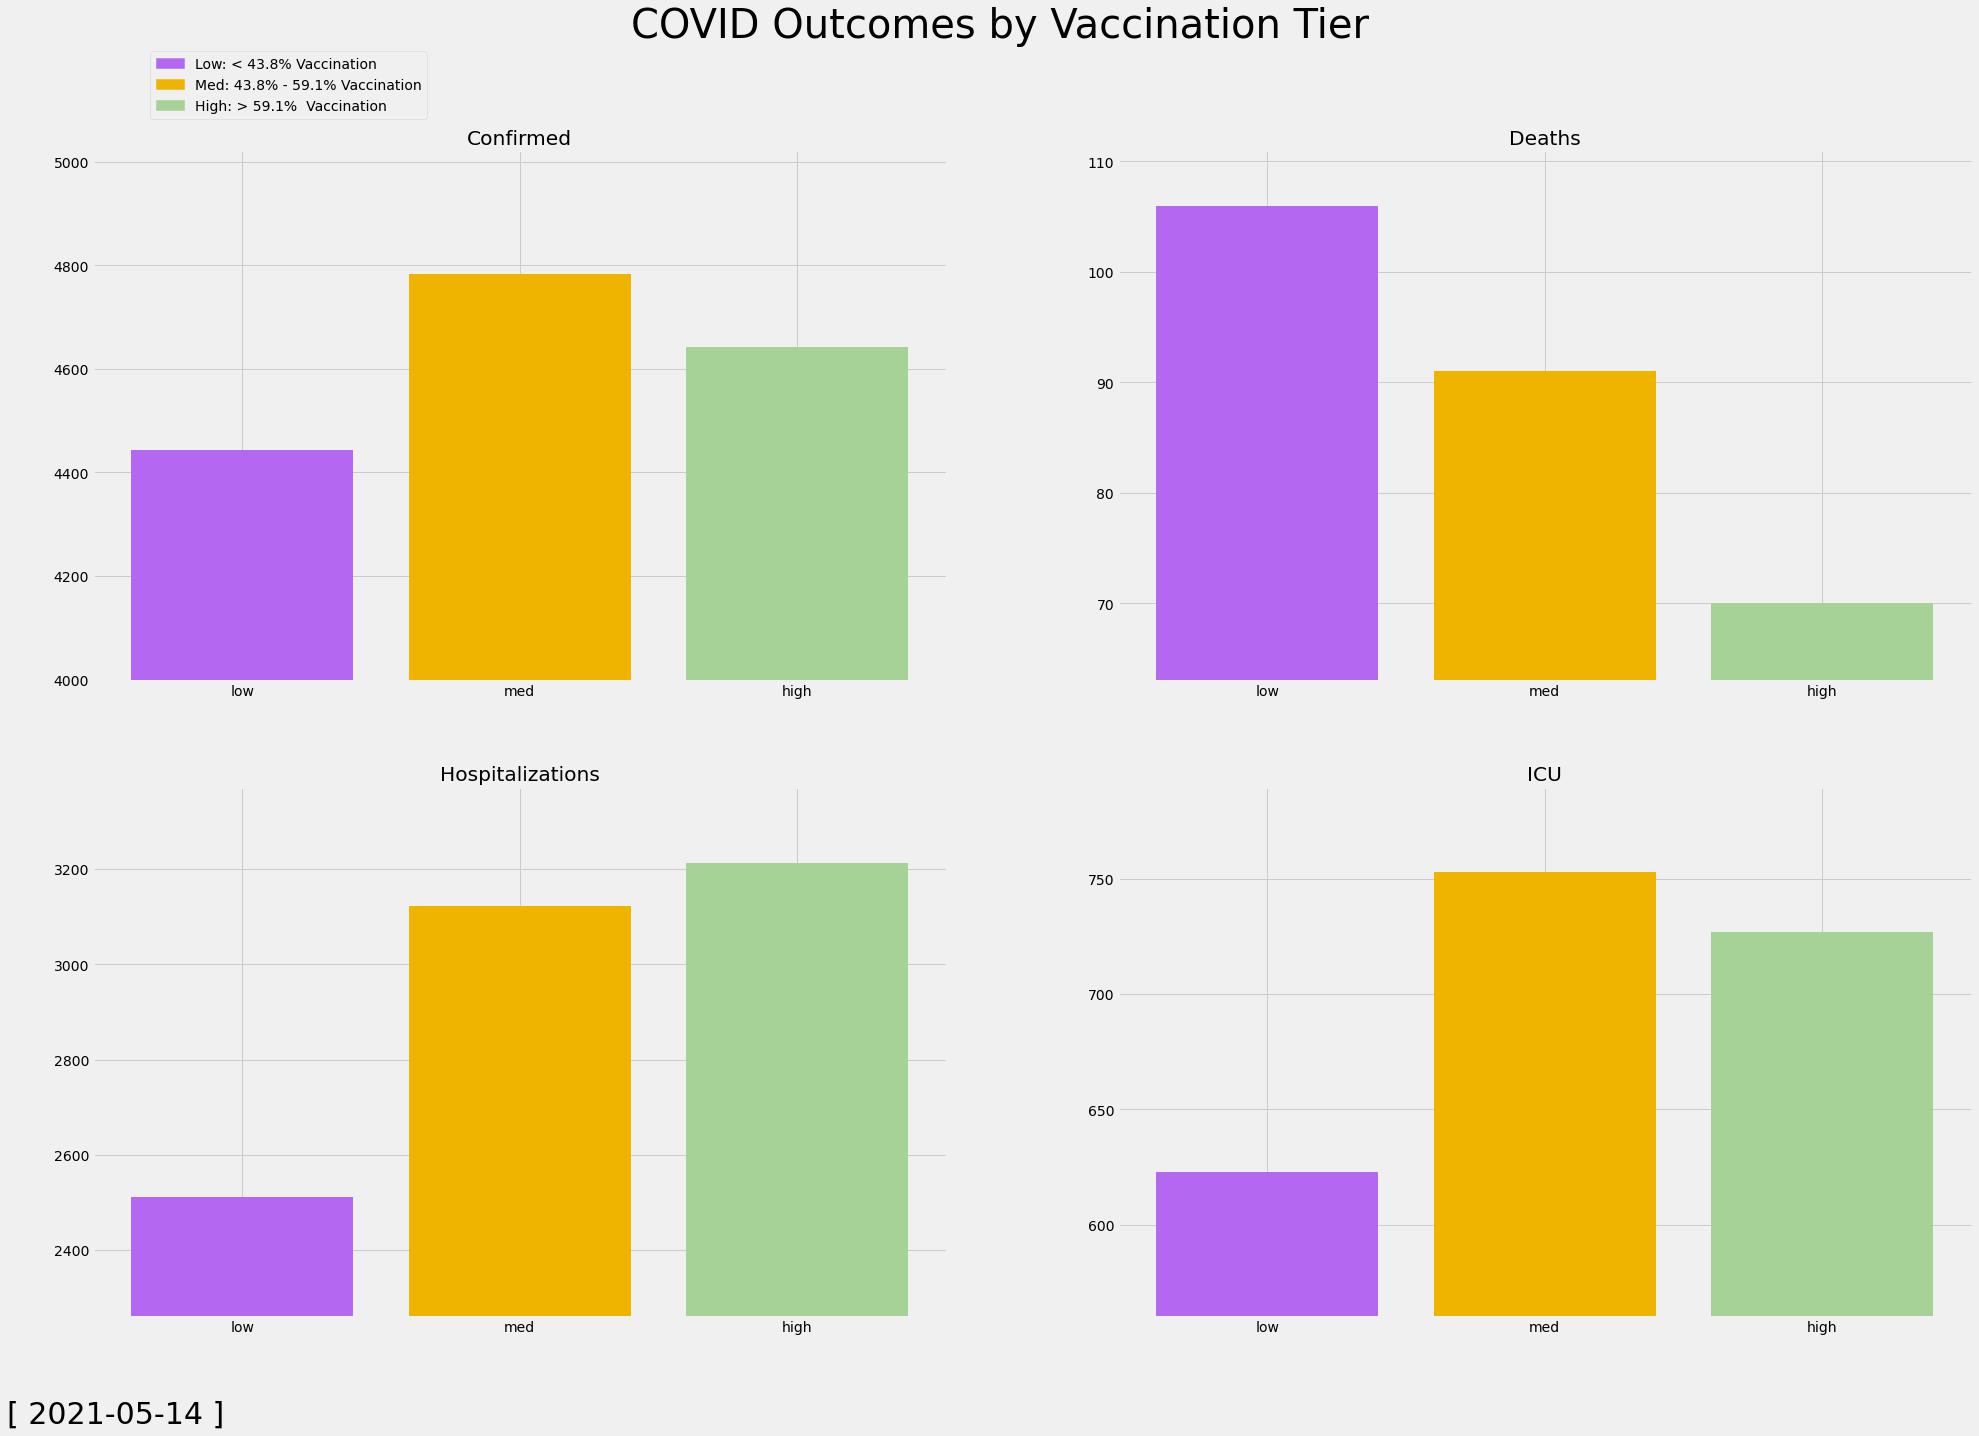 COVID Outcomes by Vaccination Tier
Low: < 43.8% Vaccination
Med: 43.8% - 59.1% Vaccination
High: > 59.1%  Vaccination
Confirmed
5000
4800
4600
4400
4200
4000
low med high
Deaths
110
100
90
80
70
low med high
Hospitalizations
3200
3000
2800
2600
2400
low med high
ICU
750
700
650
600
low med high
[ 2021-05-14 ]